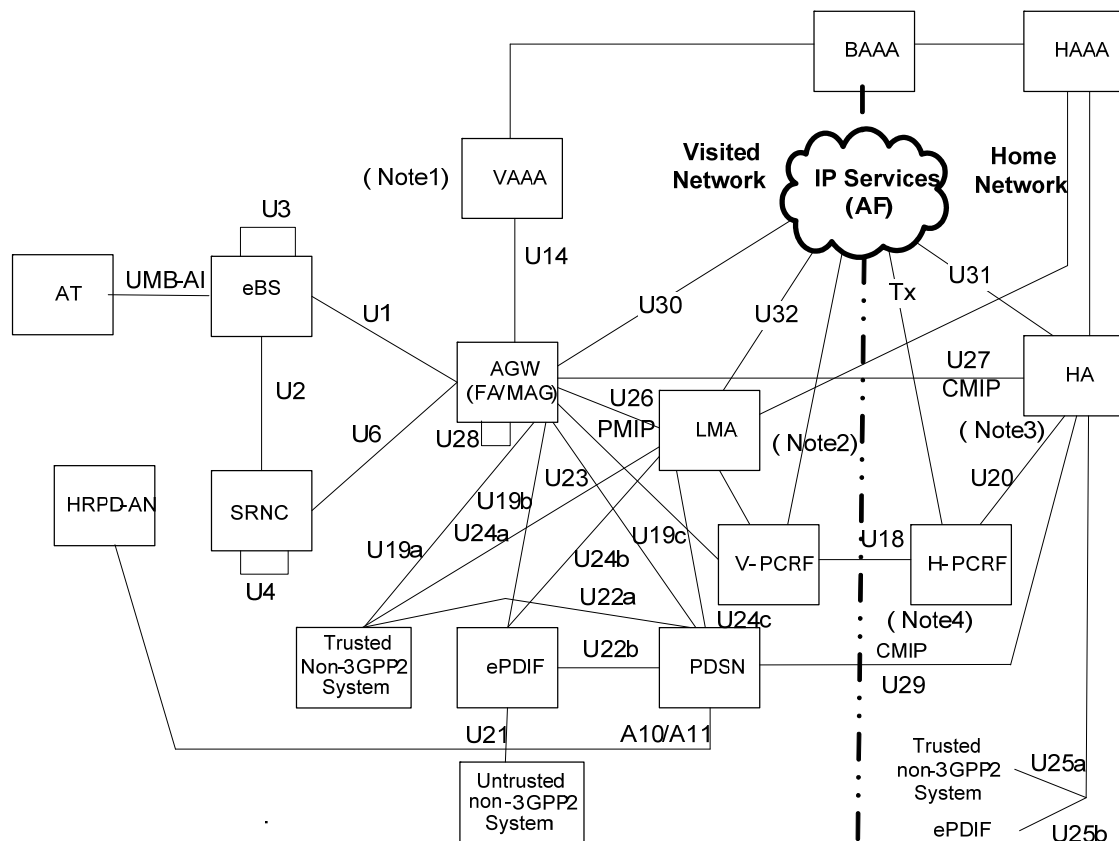 BAAA
HAAA
Visited
Network
IP Services
(AF)
Home
Network
( Note1)
VAAA
U3
U14
U31
AT
UMB-AI
eBS
U1
U30
U32
Tx
U2
AGW
(FA/MAG)
U27
CMIP
HA
U26
PMIP
LMA
U6
U28
( Note2)
( Note3)
HRPD-AN
SRNC
U23
U19b
U20
U24a
U19c
U18
U19a
U24b
V-PCRF
H-PCRF
U4
U22a
U24c
( Note4)
Trusted
Non-3GPP2
System
ePDIF
U22b
PDSN
CMIP
U29
U21
A10/A11
Trusted
non-3GPP2
System
U25a
Untrusted
non-3GPP2
System
ePDIF
U25b